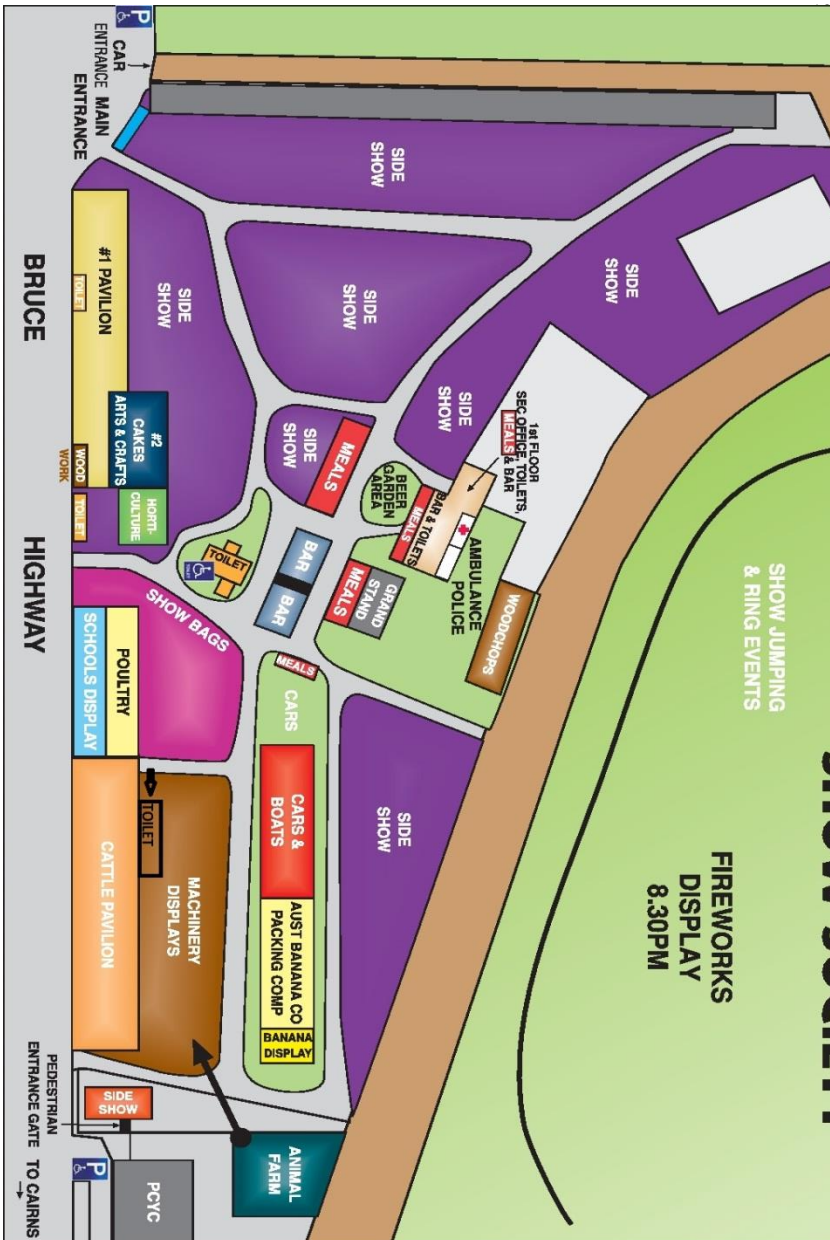 P
CAR
ENTRANCE
MAIN
ENTRANCE
BRUCE
HIGHWAY
SIDE
SHOW
SIDE
SHOW
SIDE
SHOW
SIDE
SHOW
SIDE
SHOW
SIDE
SHOW
#1 PAVILION
TOILET
#2
CAKES
ARTS & CRAFTS
WOOD
WORK
HORTI-
CULTURE
TOILET
MEALS
BEER
GARDEN
AREA
1st FLOOR
SEC OFFICE, TOILETS,
MEALS & BAR
BAR & TOILETS
MEALS
AMBULANCE
POLICE
WOODCHOPS
GRAND
STAND
MEALS
BAR
BAR
TOILET
SHOW BAGS
POULTRY
SCHOOLS DISPLAY
MEALS
CARS
CARS &
BOATS
AUST BANANA CO
PACKING COMP
BANANA
DISPLAY
SIDE
SHOW
TOILET
MACHINERY
DISPLAYS
CATTLE PAVILION
SIDE
SHOW
PEDESTRIAN
ENTRANCE GATE
TO CAIRNS
P
PCYC
ANIMAL
FARM
SHOW JUMPING
& RING EVENTS
FIREWORKS
DISPLAY
8.30PM